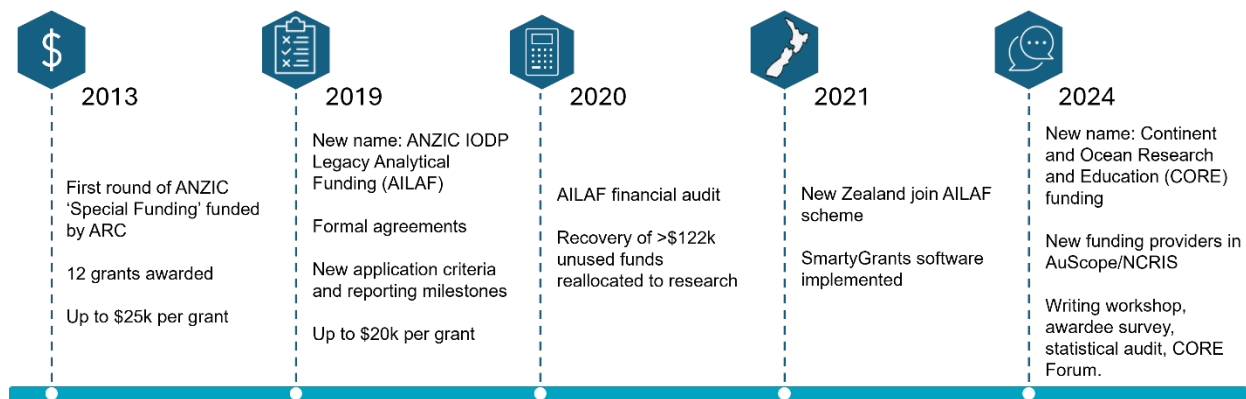 $
2013
First round of ANZIC
‘Special Funding’ funded
by ARC
12 grants awarded
Up to $25k per grant
2019
New name: ANZIC IODP
Legacy Analytical
Funding (AILAF)
Formal agreements
New application criteria
and reporting milestones
Up to $20k per grant
2020
AILAF financial audit
Recovery of >$122k
unused funds
reallocated to research
2021
New Zealand join AILAF
scheme
SmartyGrants software
implemented
2024
New name: Continent
and Ocean Research
and Education (CORE)
funding
New funding providers in
AuScope/NCRIS
Writing workshop,
awardee survey,
statistical audit, CORE
Forum.